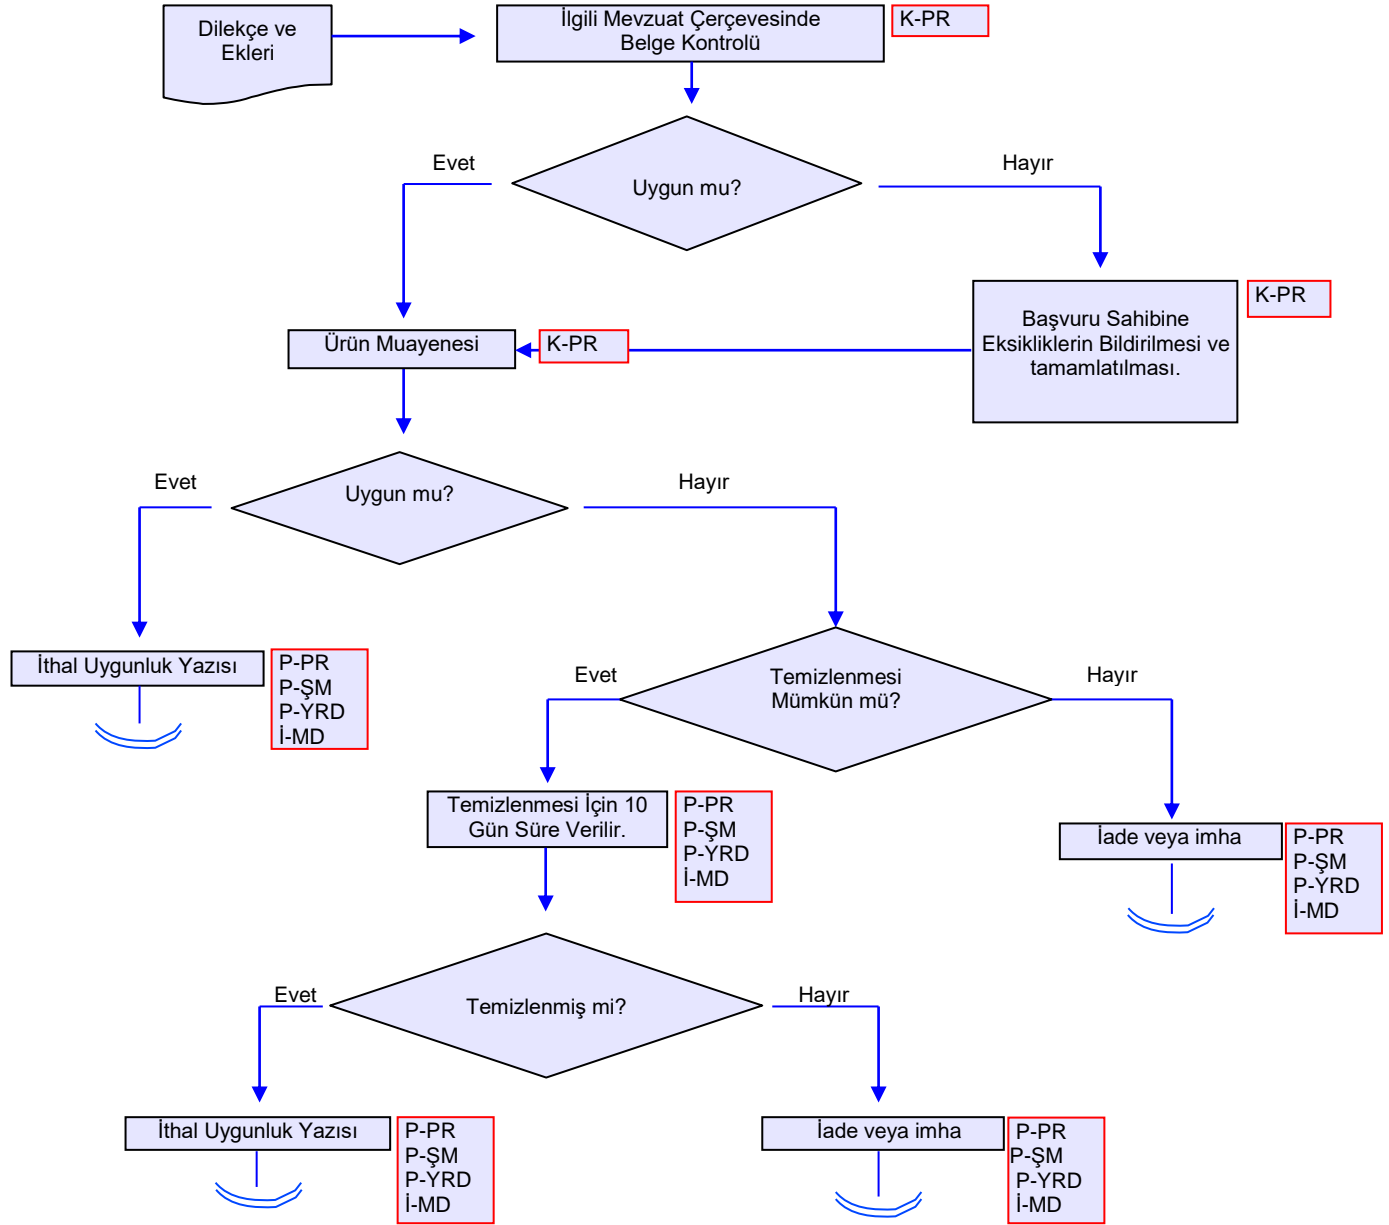 Dilekçe ve
Ekleri
İlgili Mevzuat Çerçevesinde
Belge Kontrolü
K-PR
Evet
Uygun mu?
Hayır
Başvuru Sahibine
Eksikliklerin Bildirilmesi ve
tamamlatılması.
K-PR
Ürün Muayenesi
K-PR
Evet
Uygun mu?
Hayır
İthal Uygunluk Yazısı
P-PR
P-ŞM
P-YRD
İ-MD
Evet
Temizlenmesi
Mümkün mü?
Hayır
Temizlenmesi İçin 10
Gün Süre Verilir.
P-PR
P-ŞM
P-YRD
İ-MD
İade veya imha
P-PR
P-ŞM
P-YRD
İ-MD
Evet
Temizlenmiş mi?
Hayır
İthal Uygunluk Yazısı
P-PR
P-ŞM
P-YRD
İ-MD
İade veya imha
P-PR
P-ŞM
P-YRD
İ-MD